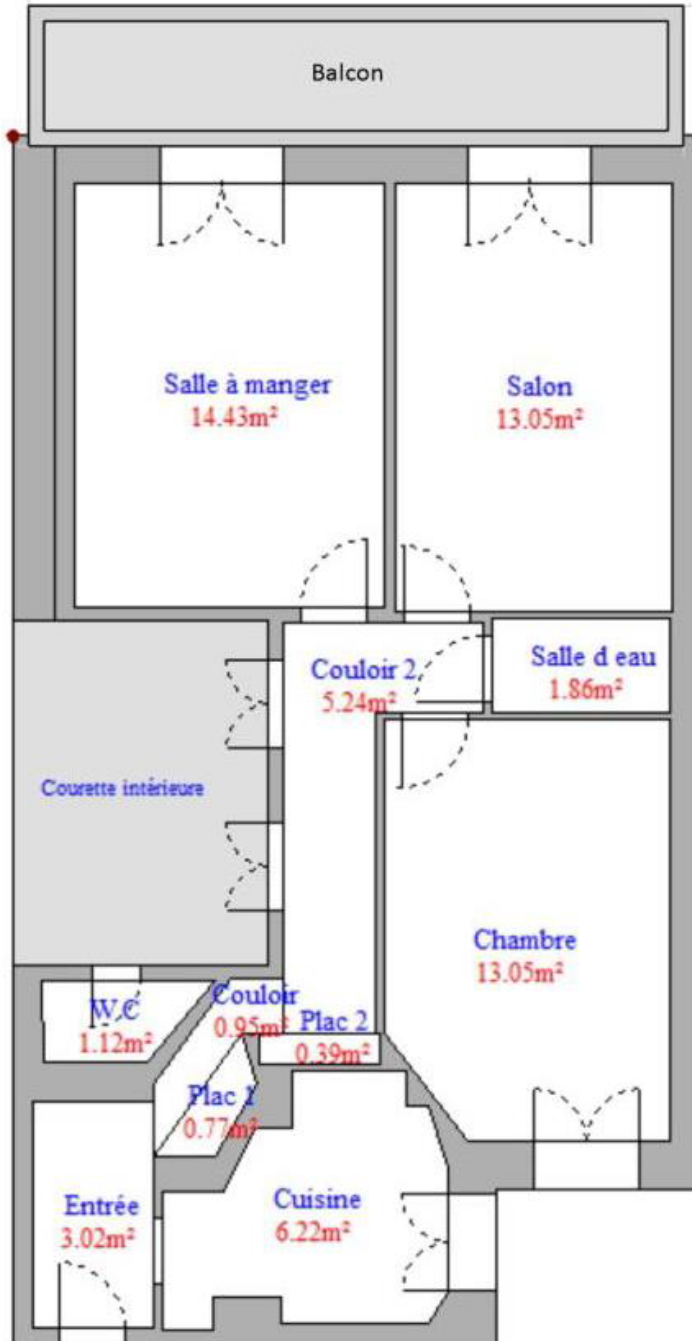 Balcon
Salle à manger
14.43m²
Salon
13.05m²
Couloir 2
5.24m²
Salle d eau
1.86m²
Courette intérieure
Chambre
13.05m²
W.C
1.12m²
Couloir
0.95m²
Plac 2
0.39m²
Plac 1
0.77m²
Entrée
3.02m²
Cuisine
6.22m²